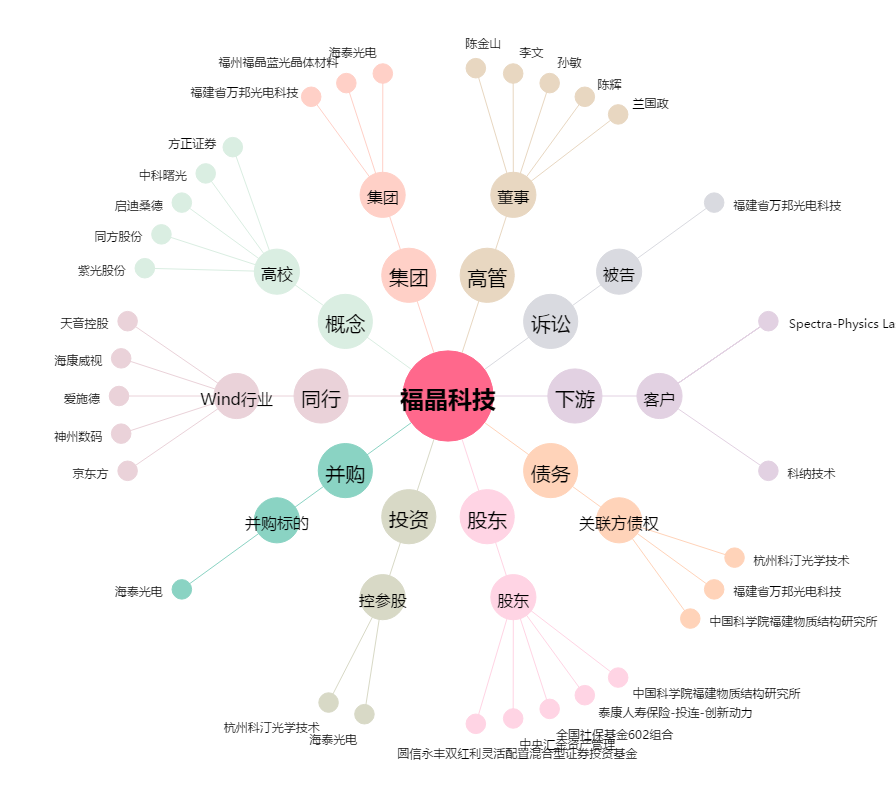 陈金山
李文
海泰光电
福州福晶蓝光晶体材料
孙敏
陈辉
福建省万邦光电科技
兰国政
方正证券
中科曙光
集团
董事
启迪桑德
福建省万邦光电科技
同方股份
紫光股份
高校
集团
高管
被告
天音控股
概念
诉讼
Spectra-Physics La
海康威视
爱施德
Wind行业
同行
福晶科技
下游
客户
神州数码
京东方
并购
债务
科纳技术
并购标的
投资
股东
关联方债权
杭州科汀光学技术
海泰光电
福建省万邦光电科技
控参股
股东
中国科学院福建物质结构研究所
中国科学院福建物质结构研究所
泰康人寿保险-投连-创新动力
杭州科汀光学技术
全国社保基金602组合
海泰光电
中央汇金资产管理
圆信永丰双红利灵活配置混合型证券投资基金